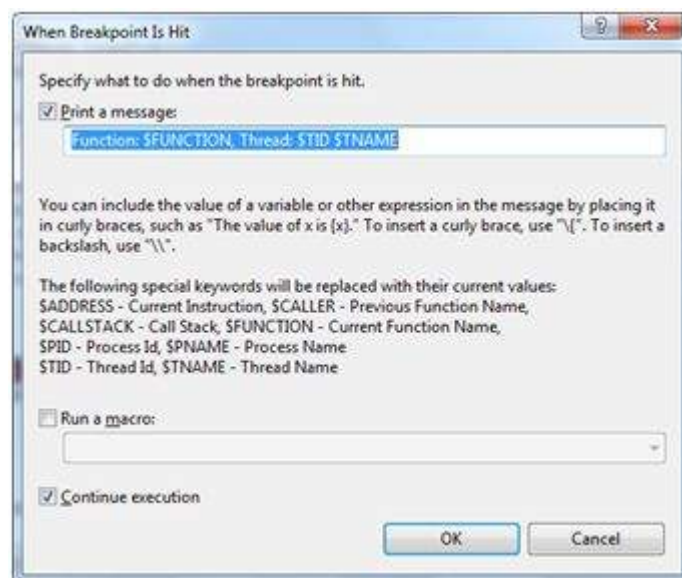 When Breakpoint Is Hit
Specify what to do when the breakpoint is hit.
Print a message:
Function: $FUNCTION, Thread: $TID $TNAME
You can include the value of a variable or other expression in the message by placing it
in curly braces, such as "The value of x is {x}." To insert a curly brace, use "\{". To insert a
backslash, use "\\".
The following special keywords will be replaced with their current values:
$ADDRESS - Current Instruction, $CALLER - Previous Function Name,
$CALLSTACK - Call Stack, $FUNCTION - Current Function Name,
$PID - Process Id, $PNAME - Process Name
$TID - Thread Id, $TNAME - Thread Name
Run a macro:
Continue execution
OK Cancel